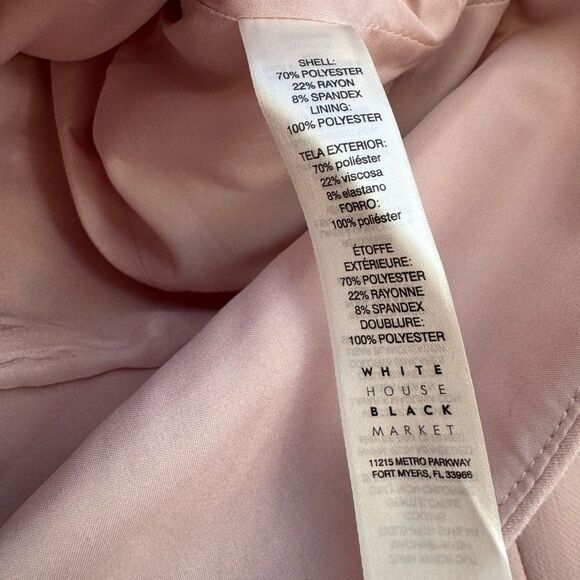 SHELL:
70% POLYESTER
22% RAYON
8% SPANDEX
LINING:
100% POLYESTER
TELA EXTERIOR:
70% poliéster
22% viscosa
8% elastano
FORRO:
100% poliéster
ÉTOFFE
EXTÉRIEURE:
70% POLYESTER
22% RAYONNE
8% SPANDEX
DOUBLURE:
100% POLYESTER
WHITE
HOUSE
BLACK
MARKET
11215 METRO PARKWAY
FORT MYERS, FL 33966